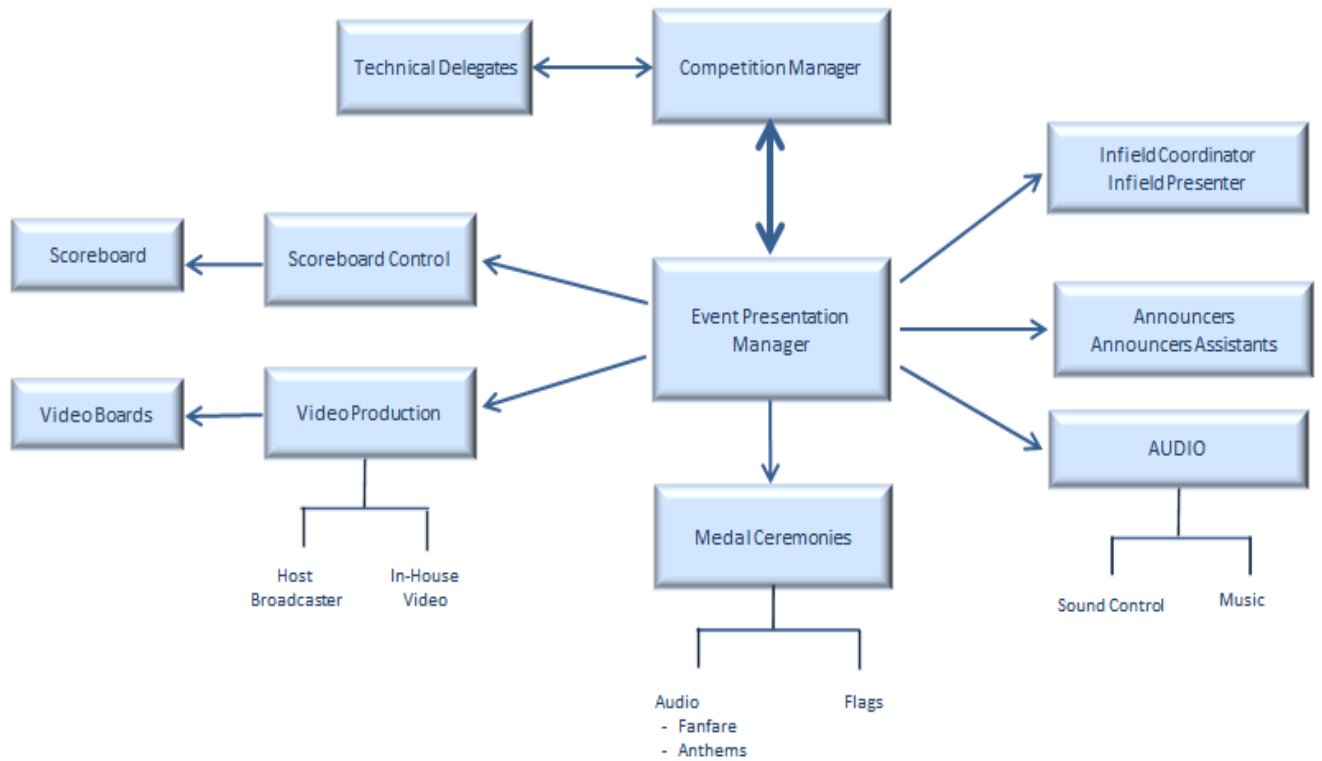 Technical Delegates
Competition Manager
Infield Coordinator
Infield Presenter
Scoreboard
Scoreboard Control
Event Presentation
Manager
Announcers
Announcers Assistants
Video Boards
Video Production
AUDIO
Medal Ceremonies
Host
Broadcaster
In-House
Video
Sound Control
Music
Audio
- Fanfare
- Anthems
Flags